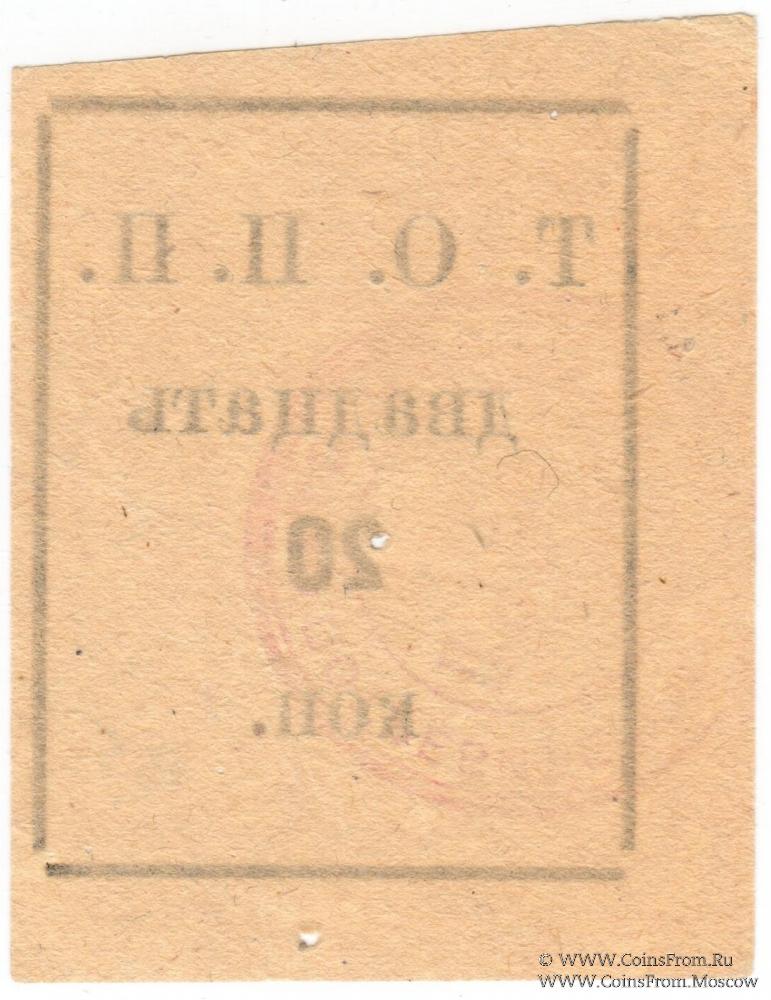 Т. О. П. П.
двадцать
20
коп.
© WWW.CoinsFrom.Ru
WWW.CoinsFrom.Moscow